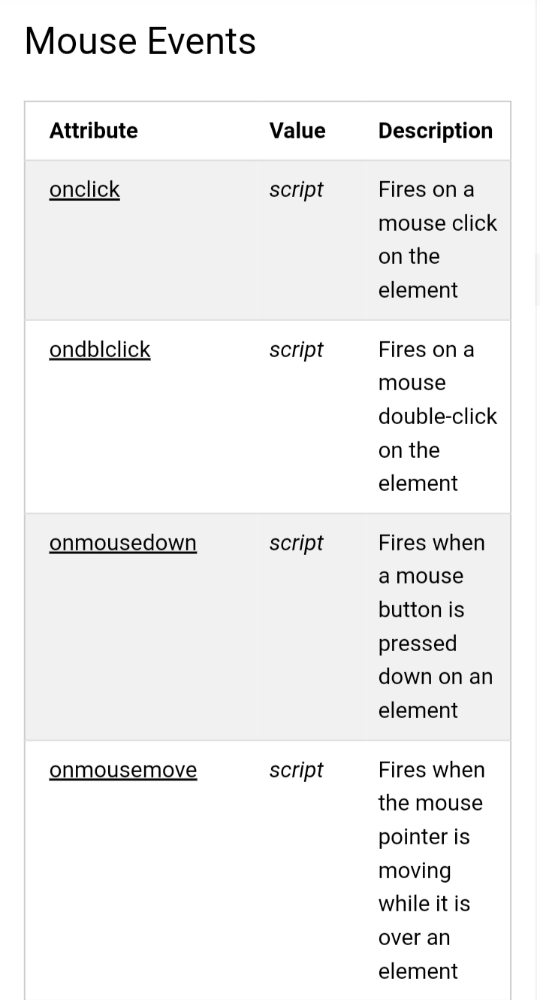 Mouse Events
Attribute Value Description
onclick script Fires on a
mouse click
on the
element
ondblclick script Fires on a
mouse
double-click
on the
element
onmousedown script Fires when
a mouse
button is
pressed
down on an
element
onmousemove script Fires when
the mouse
pointer is
moving
while it is
over an
element